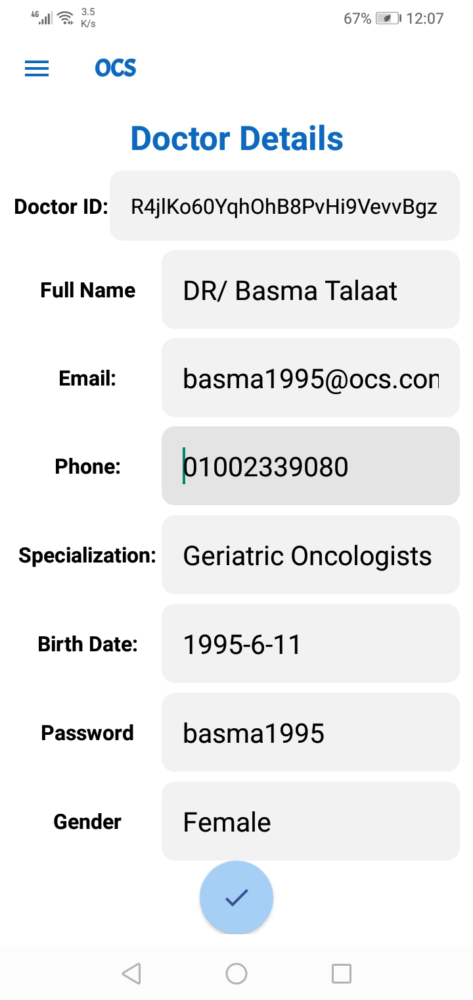 4G 3.5 K/s 67% 12:07
OCS
Doctor Details
Doctor ID: R4jlKo60YqhOhB8PvHi9VevvBgz
Full Name DR/ Basma Talaat
Email: basma1995@ocs.con
Phone: 01002339080
Specialization: Geriatric Oncologists
Birth Date: 1995-6-11
Password basma1995
Gender Female